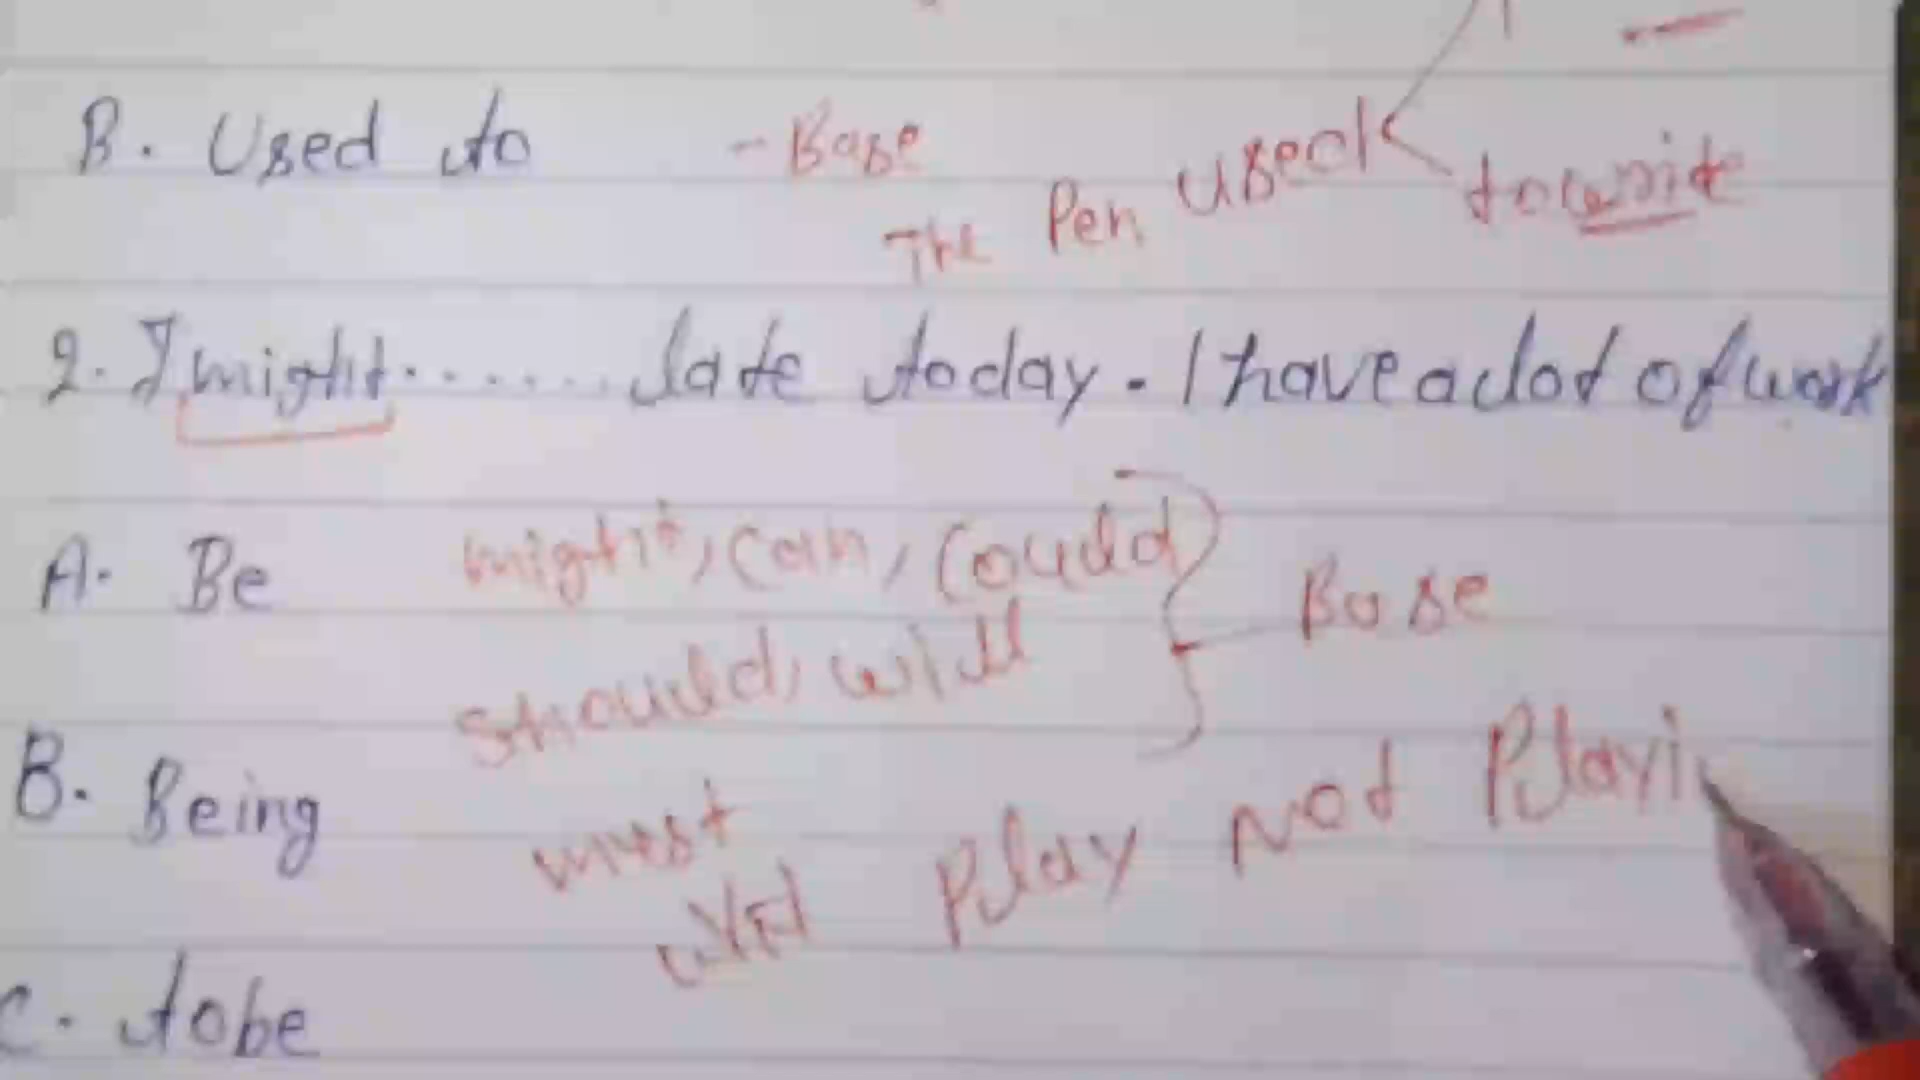 B. Used to - Base
The Pen used to write
2. I might....... late today. I have a lot of work
A. Be might, can, could
should, will Base
B. Being must
will Play not Playi
C. to be